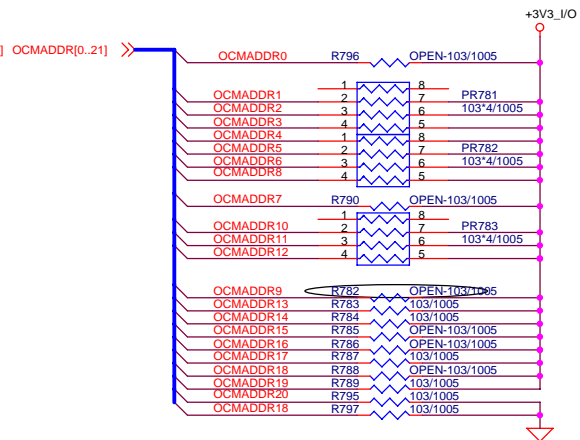 +3V3_I/O
] OCMADDR[0..21]
OCMADDR0 R796 OPEN-103/1005
1 8
OCMADDR1 2 7 PR781
OCMADDR2 3 6 103*4/1005
OCMADDR3 4 5
OCMADDR4 1 8
OCMADDR5 2 7 PR782
OCMADDR6 3 6 103*4/1005
OCMADDR8 4 5
OCMADDR7 R790 OPEN-103/1005
1 8
OCMADDR10 2 7 PR783
OCMADDR11 3 6 103*4/1005
OCMADDR12 4 5
OCMADDR9 R782 OPEN-103/1005
OCMADDR13 R783 103/1005
OCMADDR14 R784 103/1005
OCMADDR15 R785 OPEN-103/1005
OCMADDR16 R786 OPEN-103/1005
OCMADDR17 R787 103/1005
OCMADDR18 R788 OPEN-103/1005
OCMADDR19 R789 103/1005
OCMADDR20 R795 103/1005
OCMADDR18 R797 103/1005